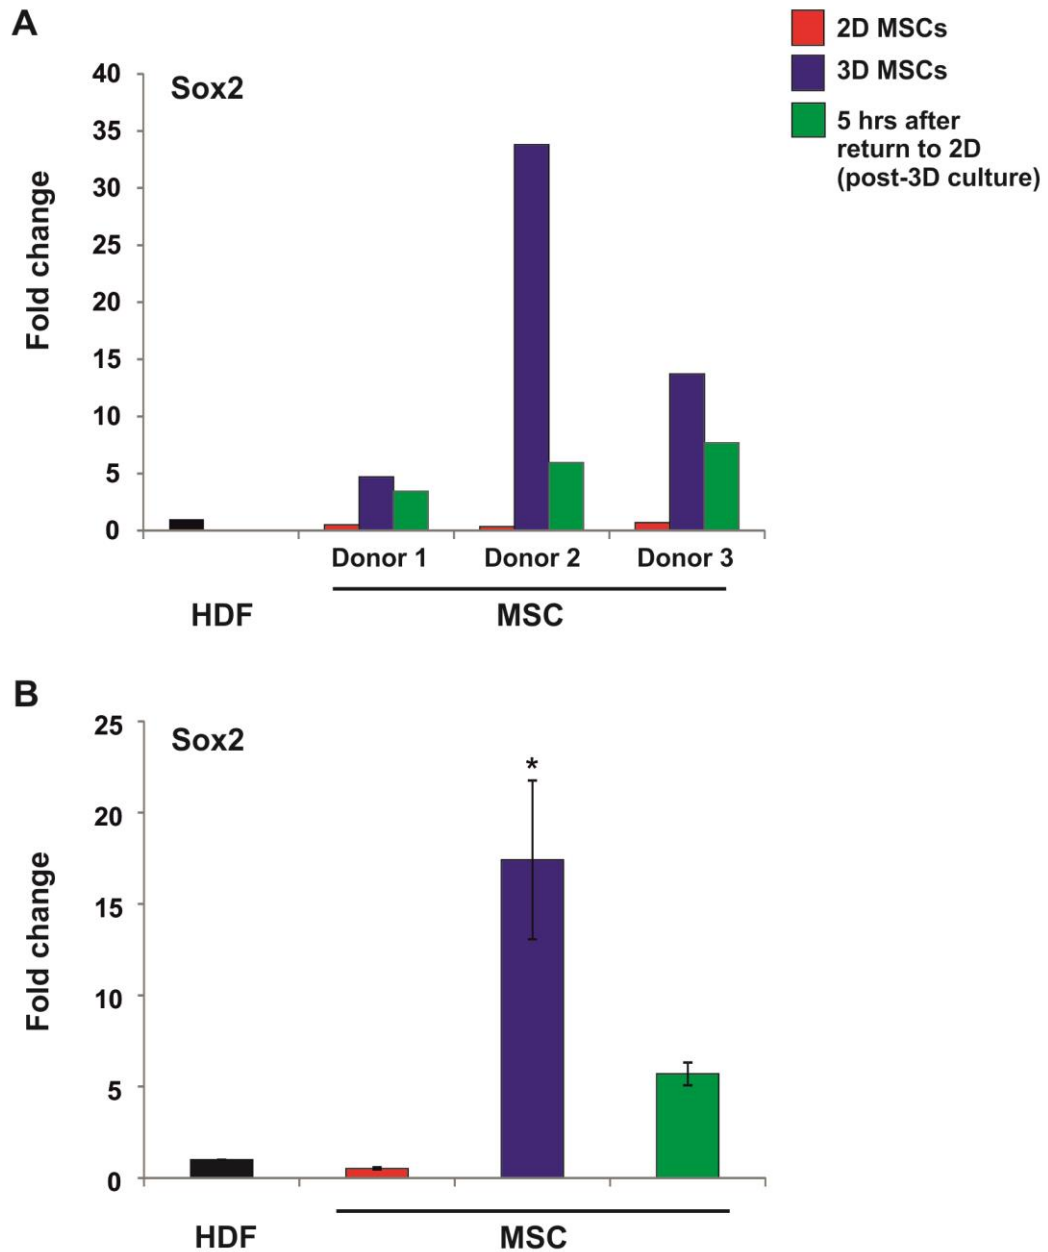 A
2D MSCs
3D MSCs
5 hrs after
return to 2D
(post-3D culture)
Sox2
Fold change
40
35
30
25
20
15
10
5
0
Donor 1 Donor 2 Donor 3
HDF MSC
B
Sox2
Fold change
25
20
15
10
5
0
*
HDF MSC